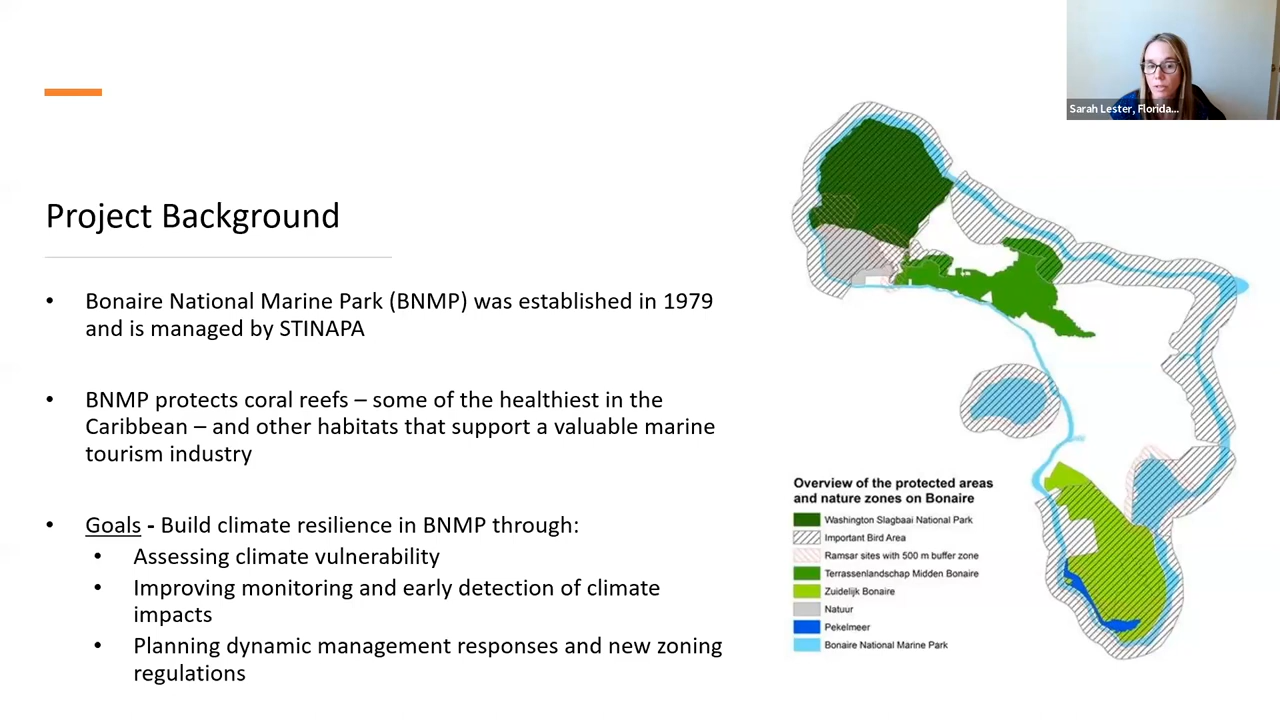 Sarah Lester, Florida...
Project Background
• Bonaire National Marine Park (BNMP) was established in 1979
and is managed by STINAPA
• BNMP protects coral reefs – some of the healthiest in the
Caribbean – and other habitats that support a valuable marine
tourism industry
• Goals - Build climate resilience in BNMP through:
• Assessing climate vulnerability
• Improving monitoring and early detection of climate
impacts
• Planning dynamic management responses and new zoning
regulations
Overview of the protected areas
and nature zones on Bonaire
Washington Slagbaai National Park
Important Bird Area
Ramsar sites with 500 m buffer zone
Terrassenlandschap Midden Bonaire
Zuidelijk Bonaire
Natuur
Pekelmeer
Bonaire National Marine Park